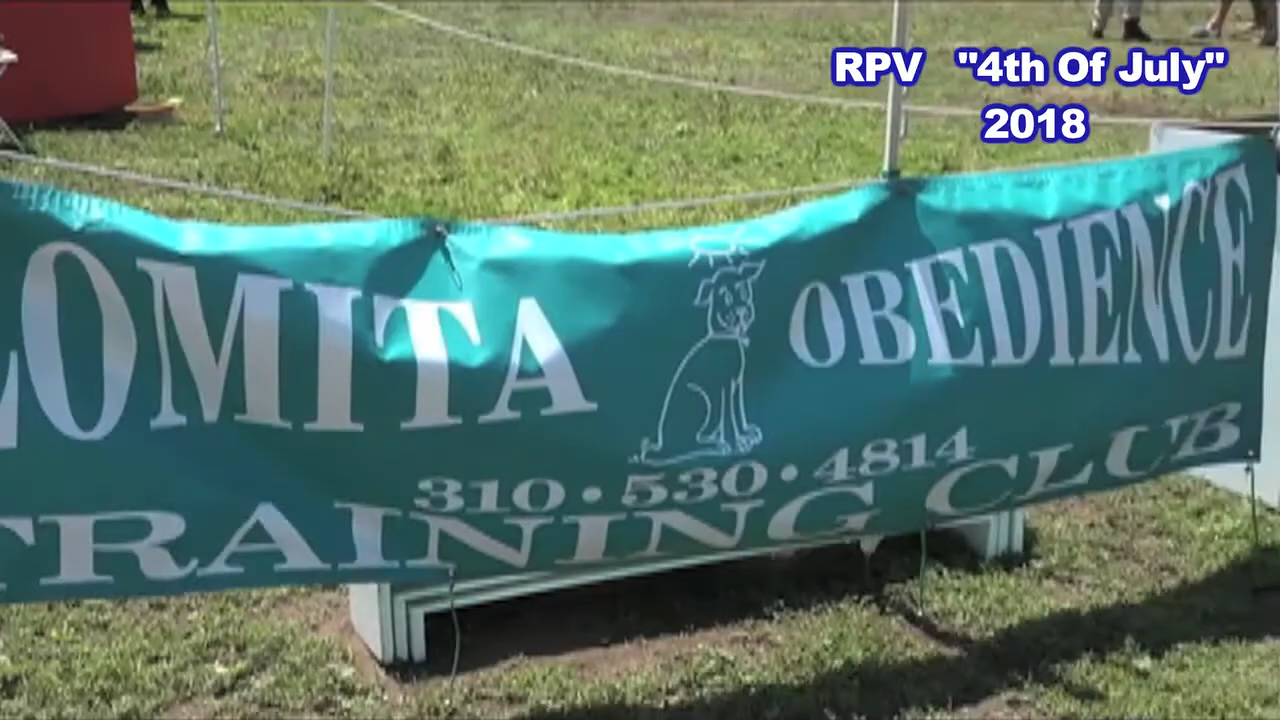 RPV "4th Of July"
2018
LOMITA OBEDIENCE
310·530·4814
TRAINING CLUB